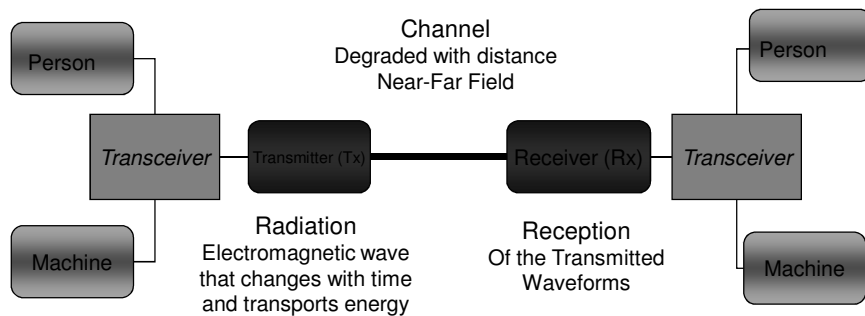 Channel
Degraded with distance
Near-Far Field
Person
Person
Transceiver
Transmitter (Tx)
Receiver (Rx)
Transceiver
Machine
Machine
Radiation
Electromagnetic wave
that changes with time
and transports energy
Reception
Of the Transmitted
Waveforms